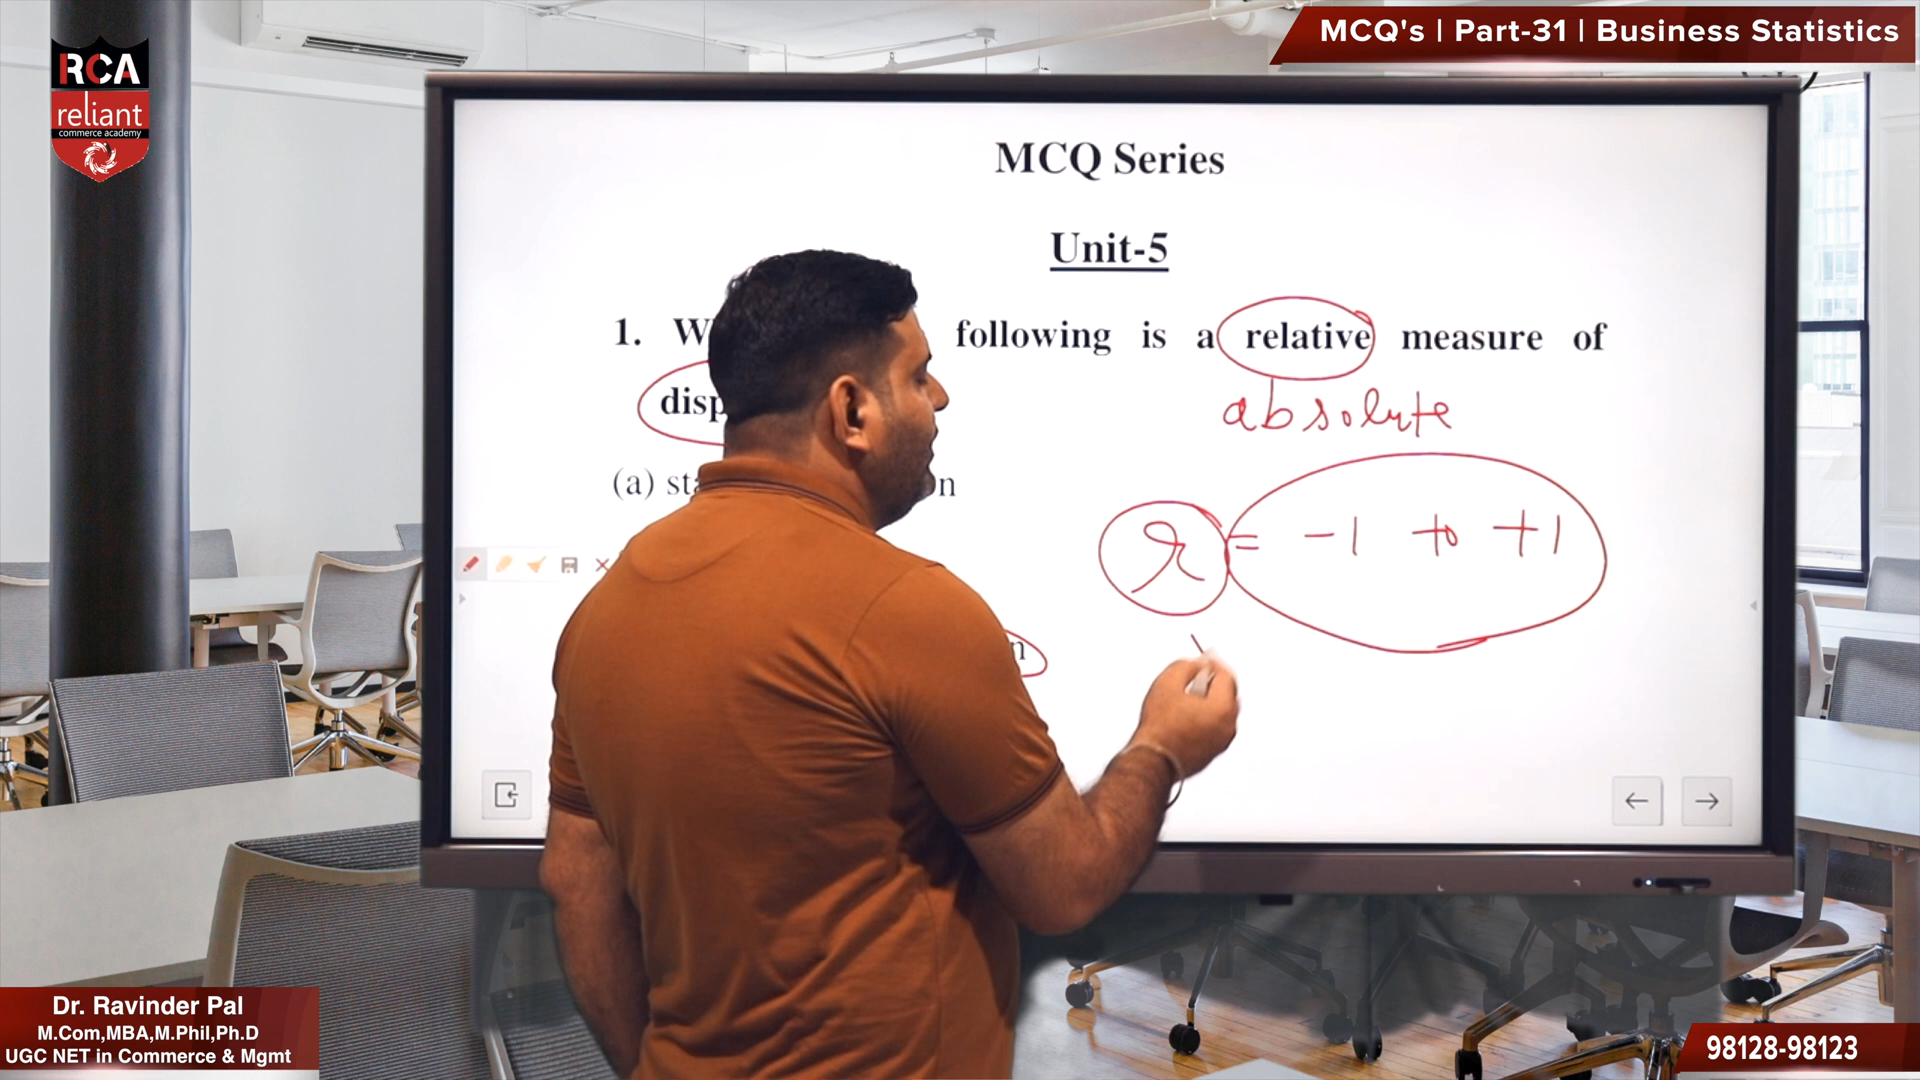 MCQ's | Part-31 | Business Statistics
RCA
reliant
commerce academy
MCQ Series
Unit-5
1. W following is a relative measure of
disp
absolute
(a) sta n
r = -1 to +1
n
Dr. Ravinder Pal
M.Com,MBA,M.Phil,Ph.D
UGC NET in Commerce & Mgmt
98128-98123